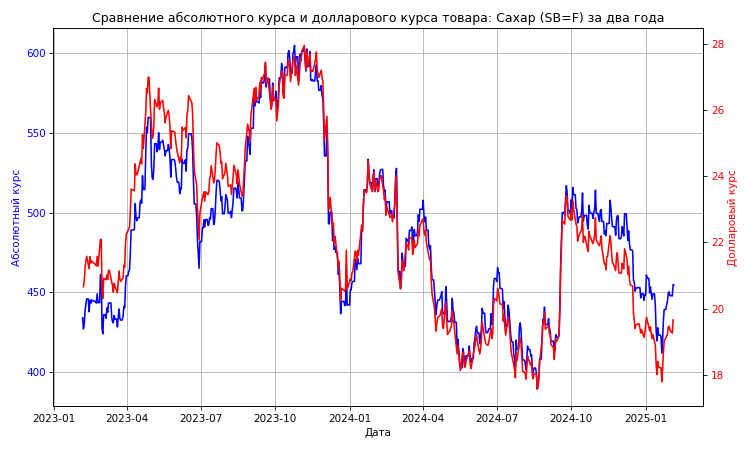 Сравнение абсолютного курса и долларового курса товара: Сахар (SB=F) за два года
600
550
500
450
400
Абсолютный курс
28
26
24
22
20
18
Долларовый курс
2023-01 2023-04 2023-07 2023-10 2024-01 2024-04 2024-07 2024-10 2025-01
Дата